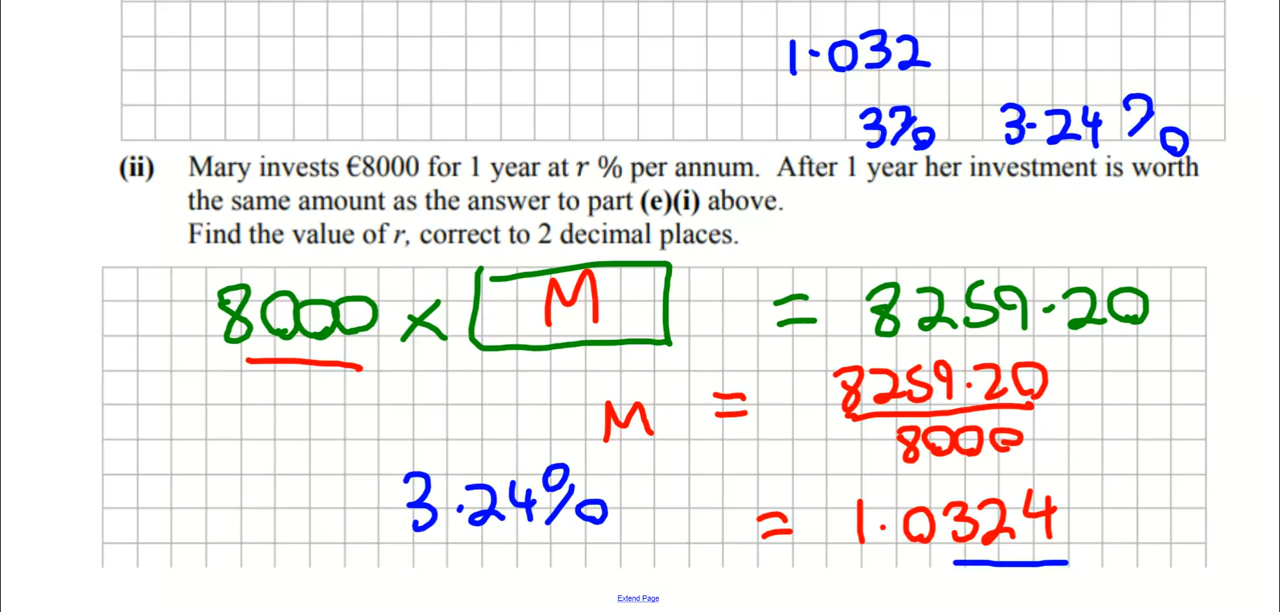 1.032
3% 3.24%
(ii) Mary invests €8000 for 1 year at r % per annum. After 1 year her investment is worth
the same amount as the answer to part (e)(i) above.
Find the value of r, correct to 2 decimal places.
8000 × M = 8259.20
M = 8259.20
8000
3.24%
= 1.0324
Extend Page